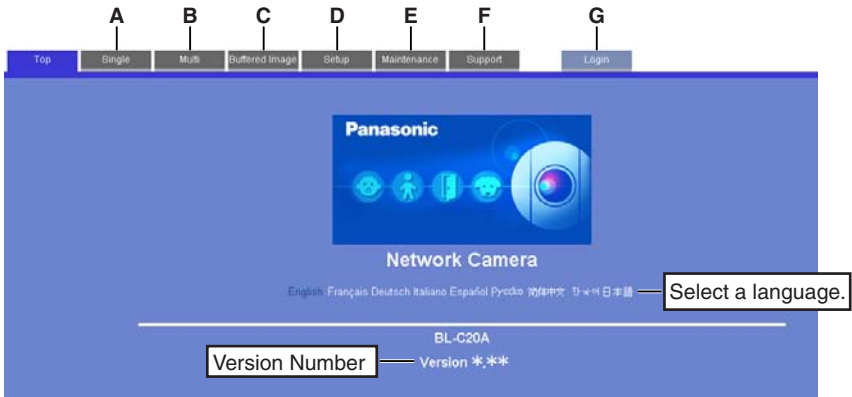 A B C D E F G
Top Single Multi Buffered Image Setup Maintenance Support Login
Panasonic
Network Camera
English Français Deutsch Italiano Español Русско 简体中文 한국어 日本語
Select a language.
BL-C20A
Version Number
Version *.**